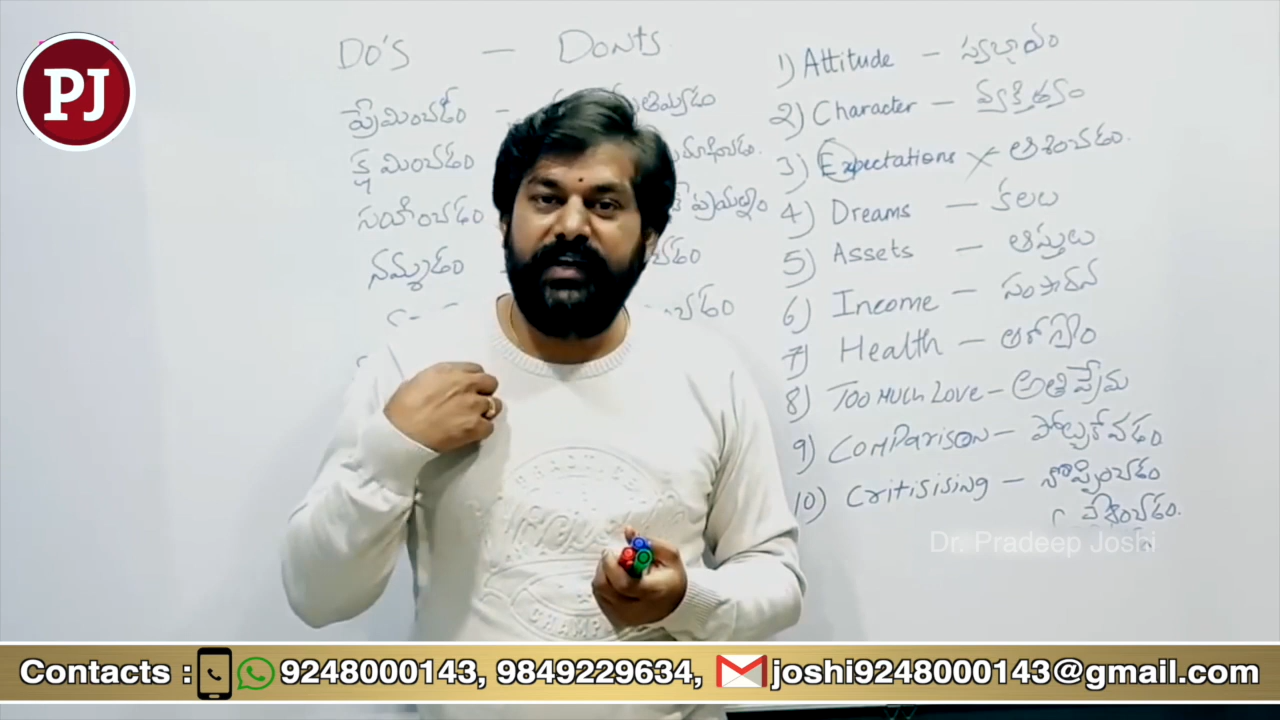 PJ
Do's — Donts
ప్రేమించడం -
క్షమించడం
సహించడం
నమ్మడం
1) Attitude — స్వభావం
2) Character — వ్యక్తిత్వం
3) Expectations × ఆశించడం.
4) Dreams — కలలు
5) Assets — ఆస్తులు
6) Income — సంపాదన
7) Health — ఆరోగ్యం
8) Too Much Love — అతి ప్రేమ
9) Comparison — పోల్చుకోవడం
10) Critisising — నొప్పించడం
Dr. Pradeep Joshi
Contacts : 9248000143, 9849229634, joshi9248000143@gmail.com